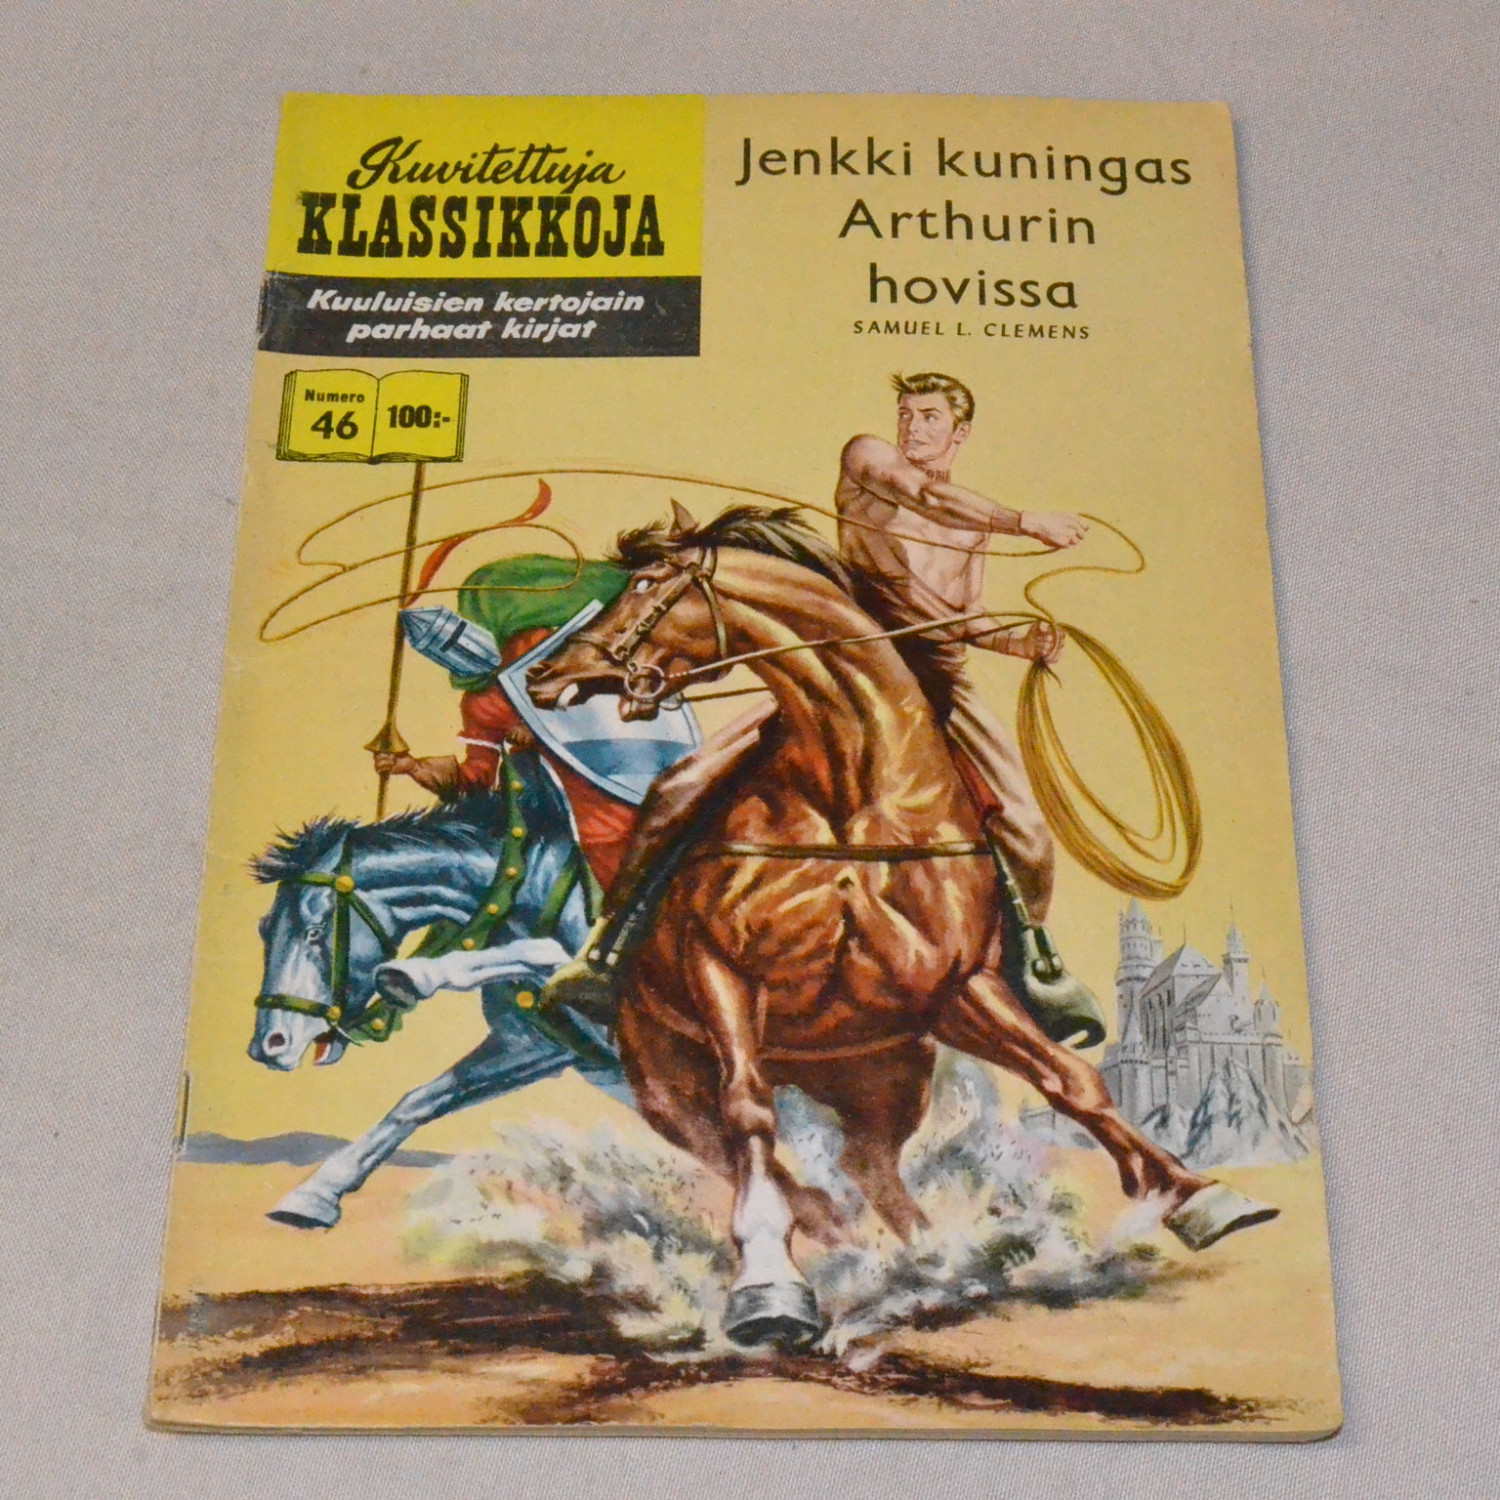 Kuvitettuja
KLASSIKKOJA
Kuuluisien kertojain
parhaat kirjat
Numero
46
100:-
Jenkki kuningas
Arthurin
hovissa
SAMUEL L. CLEMENS